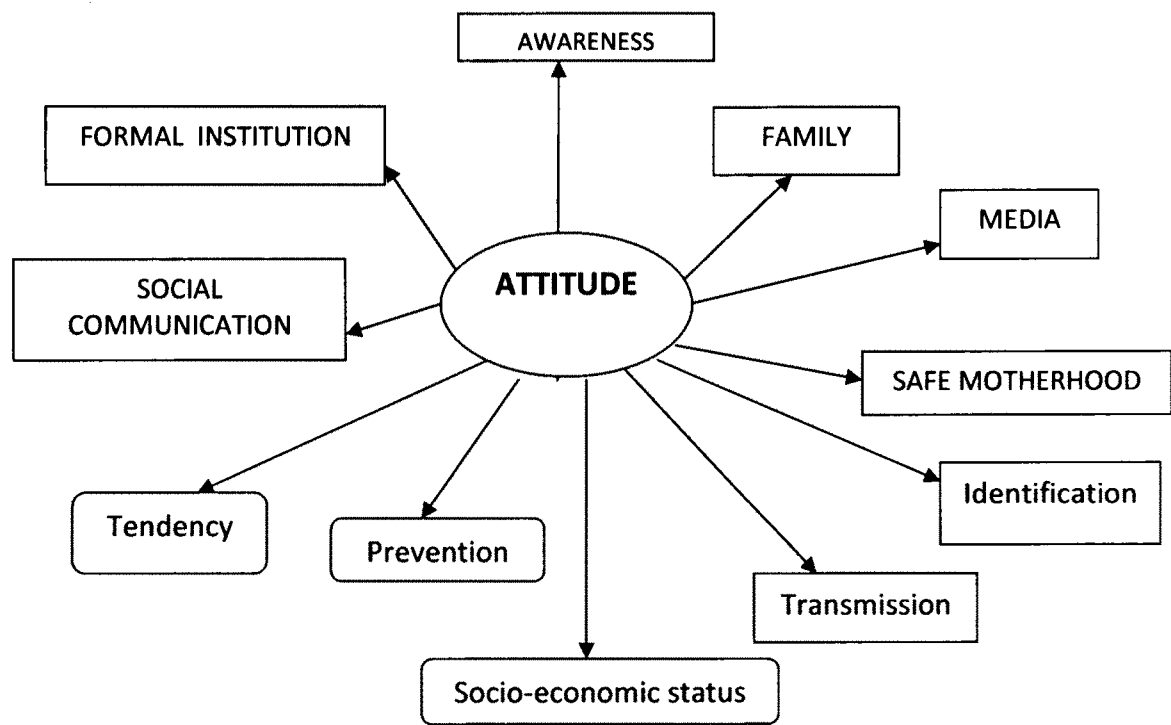 AWARENESS
FORMAL INSTITUTION
FAMILY
MEDIA
ATTITUDE
SOCIAL
COMMUNICATION
SAFE MOTHERHOOD
Identification
Tendency
Prevention
Transmission
Socio-economic status